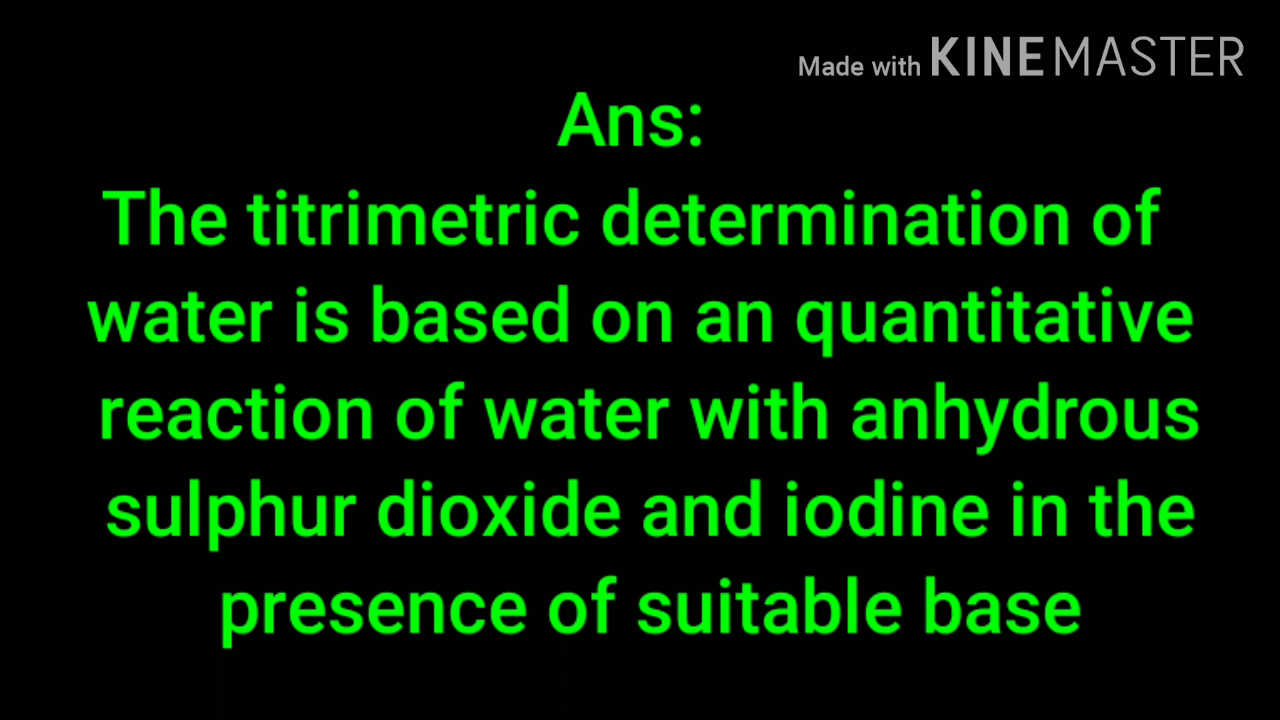 Made with KINEMASTER
Ans:
The titrimetric determination of
water is based on an quantitative
reaction of water with anhydrous
sulphur dioxide and iodine in the
presence of suitable base